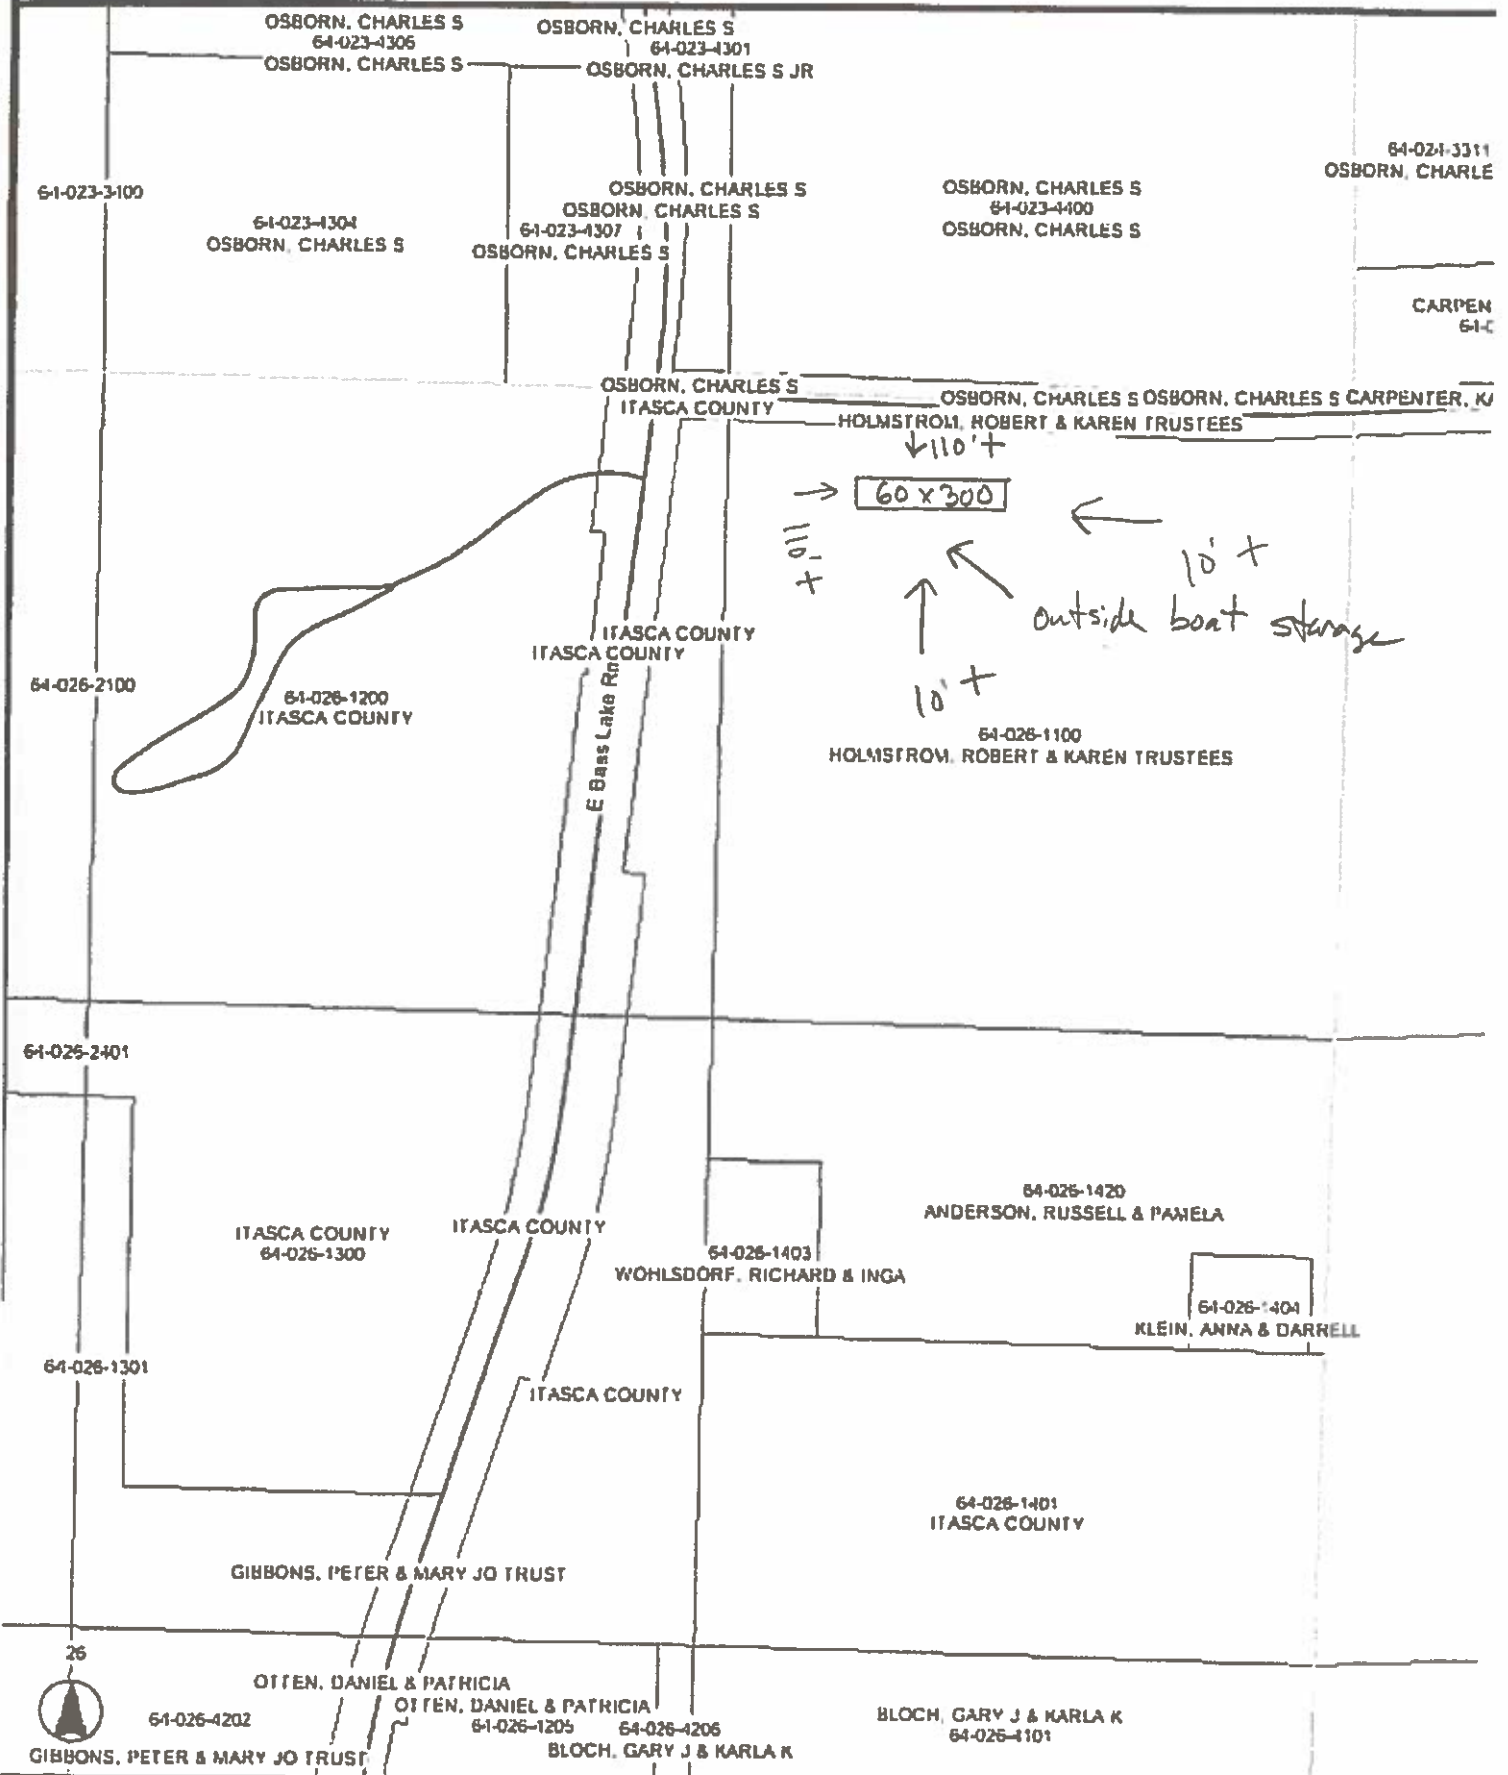 OSBORN, CHARLES S
64-023-4306
OSBORN, CHARLES S
OSBORN, CHARLES S
64-023-4301
OSBORN, CHARLES S JR
64-024-3311
OSBORN, CHARLE
64-023-3400
64-023-4304
OSBORN, CHARLES S
OSBORN, CHARLES S
OSBORN, CHARLES S
64-023-4307
OSBORN, CHARLES S
OSBORN, CHARLES S
64-023-4400
OSBORN, CHARLES S
CARPEN
OSBORN, CHARLES S
ITASCA COUNTY
OSBORN, CHARLES S OSBORN, CHARLES S CARPENTER, KA
HOLMSTROM, ROBERT & KAREN TRUSTEES
110'+
60 x 300
110'+
10'+
outside boat storage
10'+
ITASCA COUNTY
ITASCA COUNTY
E Bass Lake Rd
64-026-2100
64-026-1200
ITASCA COUNTY
64-026-1100
HOLMSTROM, ROBERT & KAREN TRUSTEES
64-026-2401
64-026-1420
ANDERSON, RUSSELL & PAMELA
ITASCA COUNTY
64-026-1300
ITASCA COUNTY
64-026-1403
WOHLSDORF, RICHARD & INGA
64-026-1404
KLEIN, ANNA & DARRELL
64-026-1301
ITASCA COUNTY
64-026-1401
ITASCA COUNTY
GIBBONS, PETER & MARY JO TRUST
26
OTTEN, DANIEL & PATRICIA
64-026-4202
OTTEN, DANIEL & PATRICIA
64-026-1205
64-026-4206
BLOCH, GARY J & KARLA K
BLOCH, GARY J & KARLA K
64-026-4101
GIBBONS, PETER & MARY JO TRUST